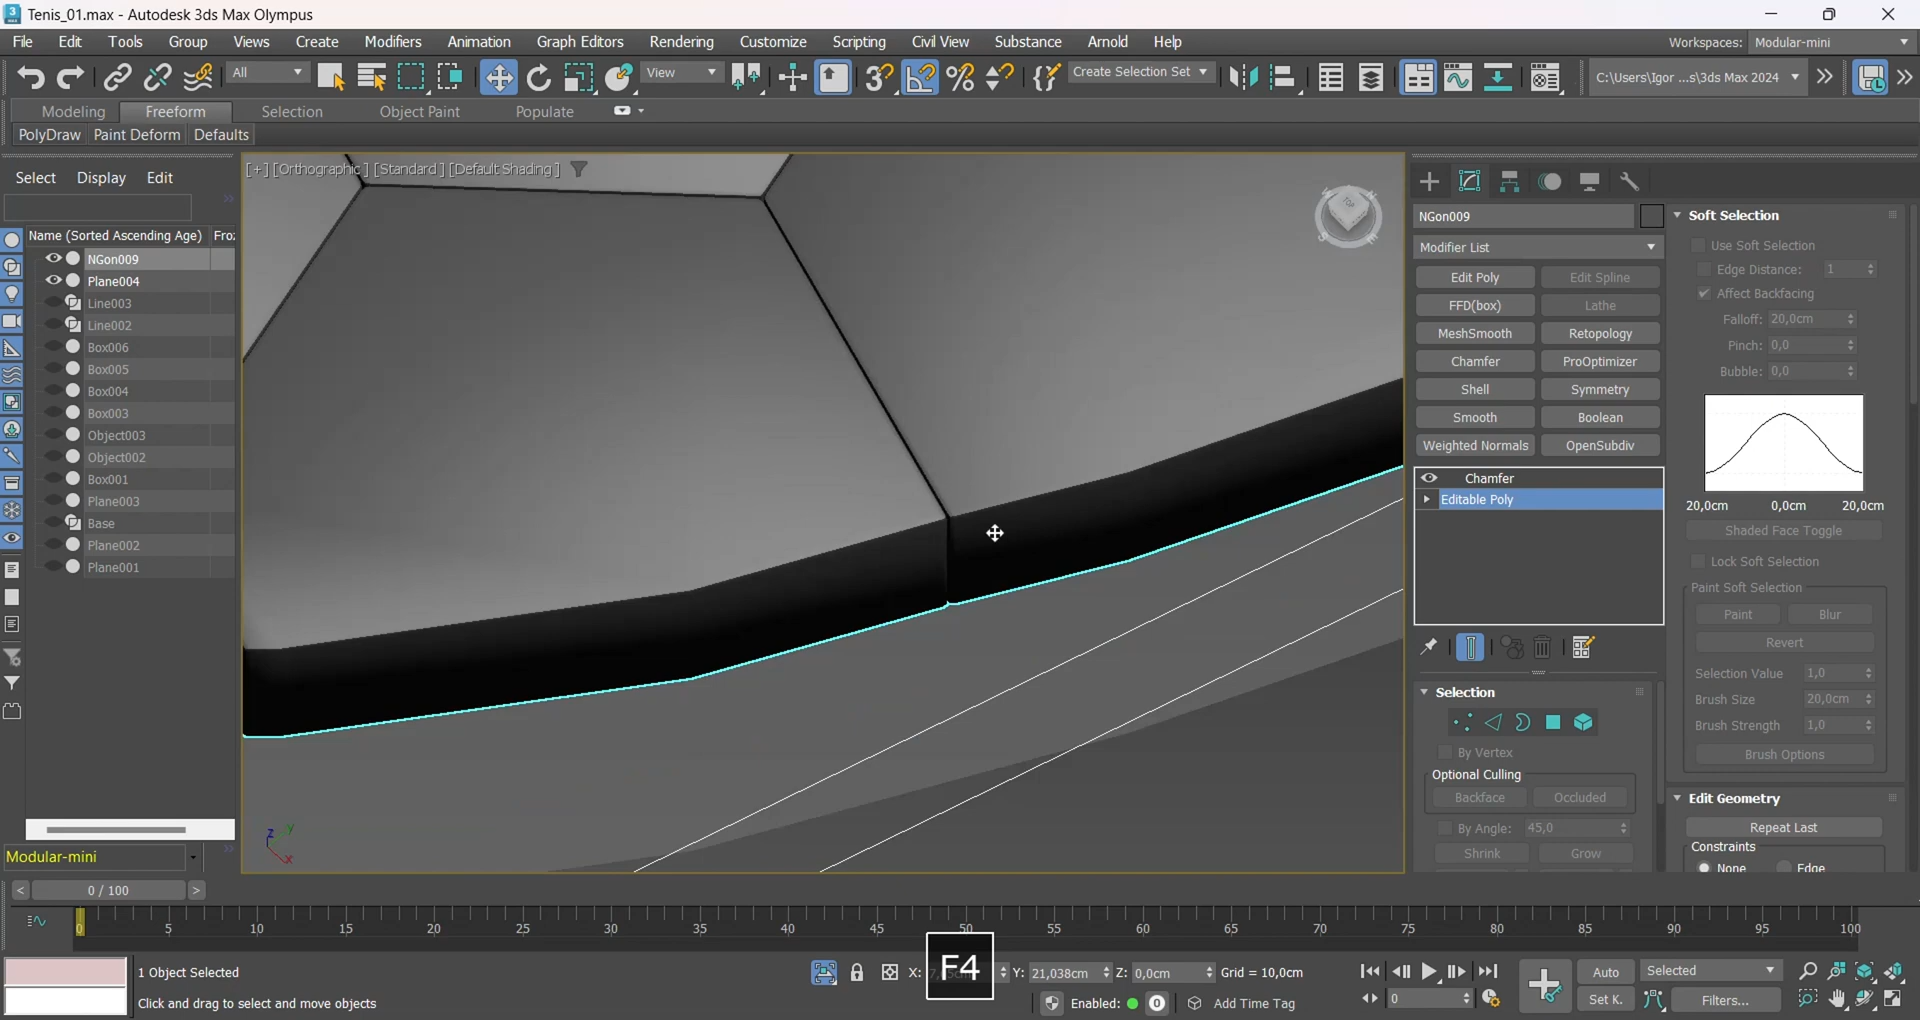 Tenis_01.max - Autodesk 3ds Max Olympus
File Edit Tools Group Views Create Modifiers Animation Graph Editors Rendering Customize Scripting Civil View Substance Arnold Help Workspaces: Modular-mini
All View Create Selection Set C:\Users\Igor ...s\3ds Max 2024
Modeling Freeform Selection Object Paint Populate
PolyDraw Paint Deform Defaults
Select Display Edit
[+] [Orthographic ] [Standard ] [Default Shading ]
Name (Sorted Ascending Age) Fro
NGon009
Plane004
Line003
Line002
Box006
Box005
Box004
Box003
Object003
Object002
Box001
Plane003
Base
Plane002
Plane001
Modular-mini
z y x
NGon009
Modifier List
Edit Poly Edit Spline
FFD(box) Lathe
MeshSmooth Retopology
Chamfer ProOptimizer
Shell Symmetry
Smooth Boolean
Weighted Normals OpenSubdiv
Chamfer
Editable Poly
Selection
By Vertex
Optional Culling
Backface Occluded
By Angle: 45,0
Shrink Grow
Soft Selection
Use Soft Selection
Edge Distance: 1
Affect Backfacing
Falloff: 20,0cm
Pinch: 0,0
Bubble: 0,0
20,0cm 0,0cm 20,0cm
Shaded Face Toggle
Lock Soft Selection
Paint Soft Selection
Paint Blur
Revert
Selection Value 1,0
Brush Size 20,0cm
Brush Strength 1,0
Brush Options
Edit Geometry
Repeat Last
Constraints
None Edge
< 0 / 100 >
0 5 10 15 20 25 30 35 40 45 50 55 60 65 70 75 80 85 90 95 100
F4
1 Object Selected X: Y: 21,038cm Z: 0,0cm Grid = 10,0cm Auto Selected
Click and drag to select and move objects Enabled: 0 Add Time Tag 0 Set K. Filters...